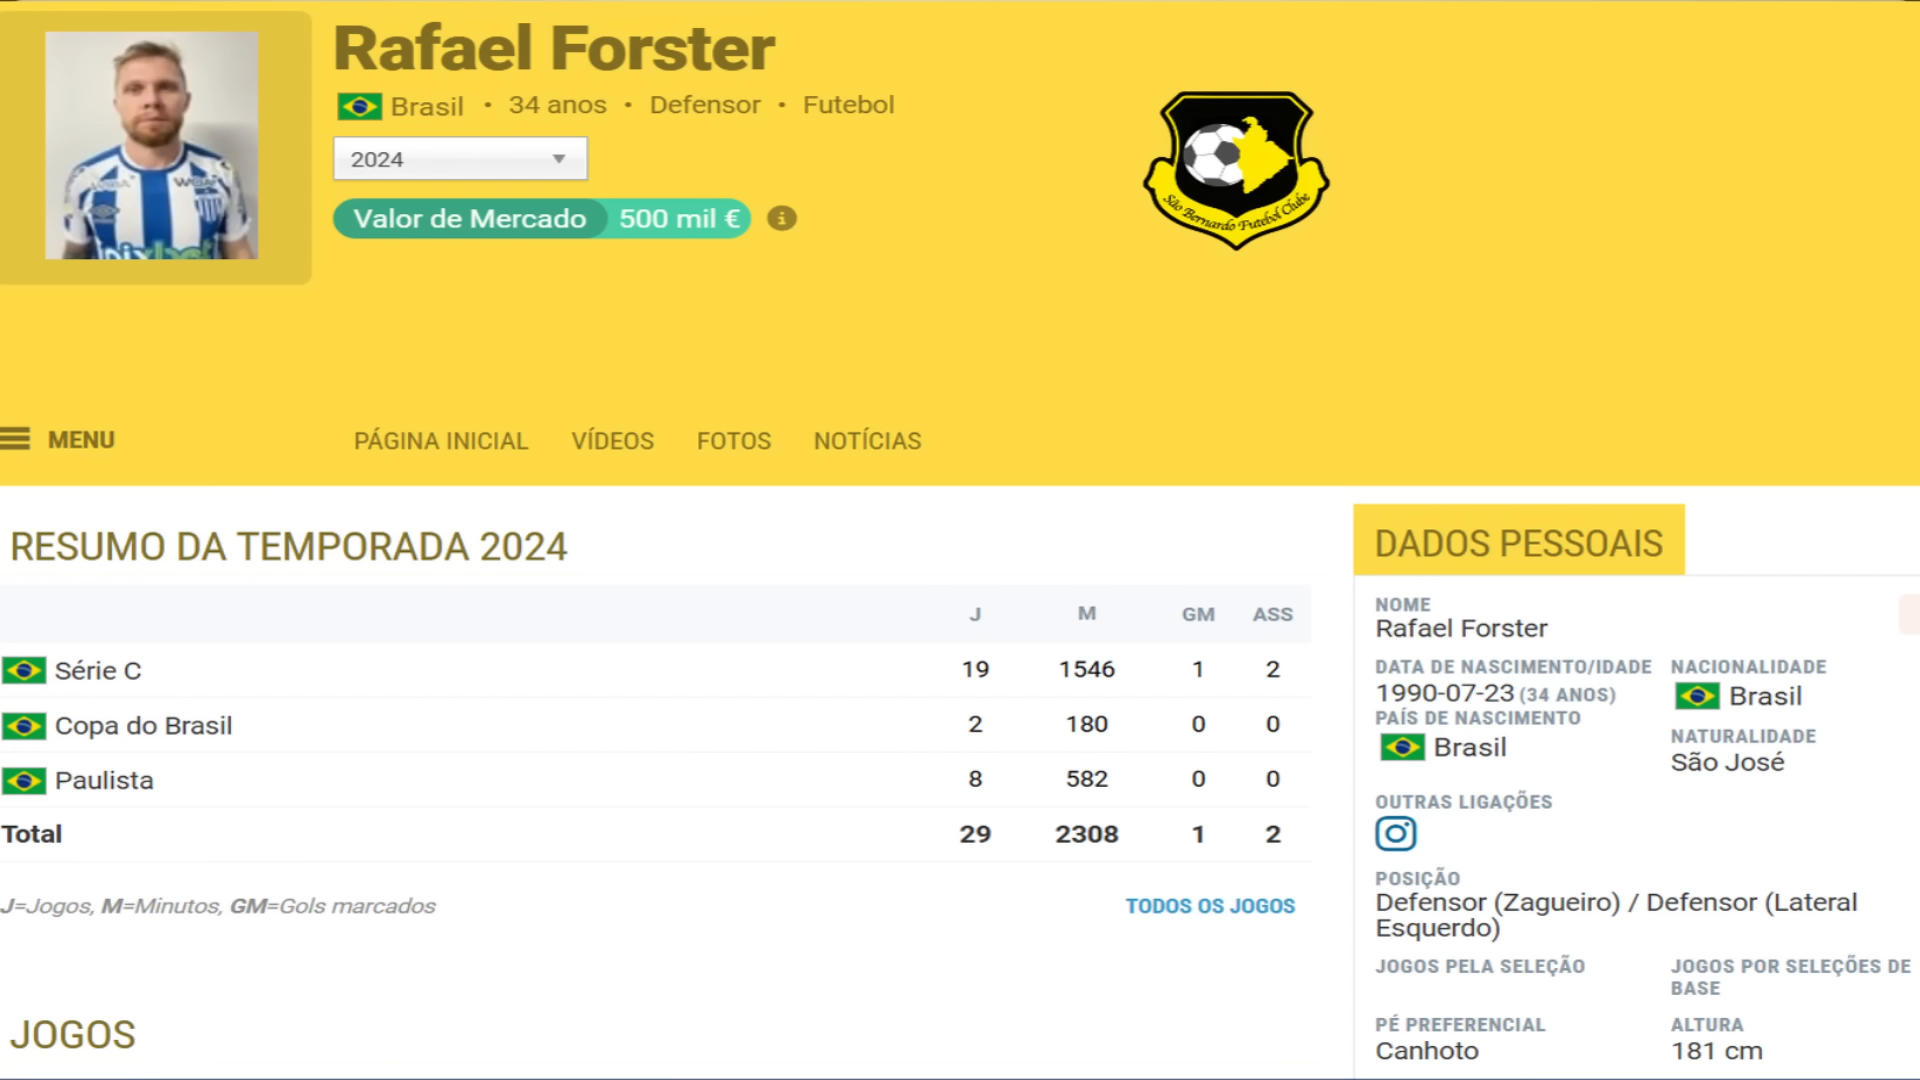 Rafael Forster
Brasil • 34 anos • Defensor • Futebol
2024
Valor de Mercado 500 mil €
São Bernardo Futebol Clube
MENU
PÁGINA INICIAL VÍDEOS FOTOS NOTÍCIAS
RESUMO DA TEMPORADA 2024
J M GM ASS
Série C 19 1546 1 2
Copa do Brasil 2 180 0 0
Paulista 8 582 0 0
Total 29 2308 1 2
J=Jogos, M=Minutos, GM=Gols marcados
TODOS OS JOGOS
JOGOS
DADOS PESSOAIS
NOME
Rafael Forster
DATA DE NASCIMENTO/IDADE
1990-07-23 (34 ANOS)
NACIONALIDADE
Brasil
PAÍS DE NASCIMENTO
Brasil
NATURALIDADE
São José
OUTRAS LIGAÇÕES
POSIÇÃO
Defensor (Zagueiro) / Defensor (Lateral
Esquerdo)
JOGOS PELA SELEÇÃO
JOGOS POR SELEÇÕES DE
BASE
PÉ PREFERENCIAL
Canhoto
ALTURA
181 cm